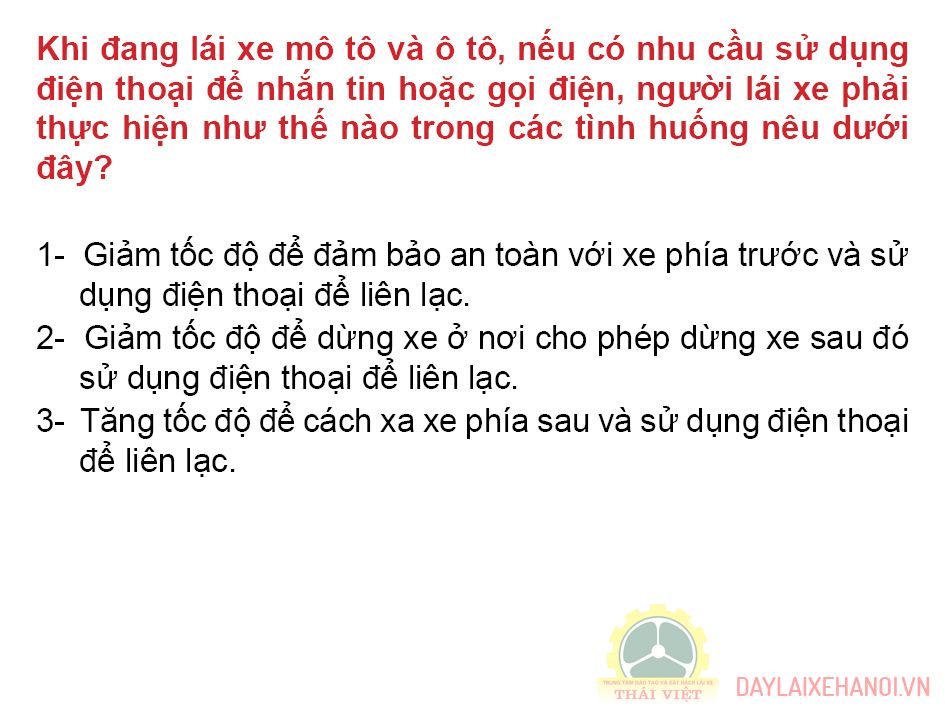 Khi đang lái xe mô tô và ô tô, nếu có nhu cầu sử dụng
điện thoại để nhắn tin hoặc gọi điện, người lái xe phải
thực hiện như thế nào trong các tình huống nêu dưới
đây?
1- Giảm tốc độ để đảm bảo an toàn với xe phía trước và sử
dụng điện thoại để liên lạc.
2- Giảm tốc độ để dừng xe ở nơi cho phép dừng xe sau đó
sử dụng điện thoại để liên lạc.
3- Tăng tốc độ để cách xa xe phía sau và sử dụng điện thoại
để liên lạc.
TRUNG TÂM ĐÀO TẠO VÀ SÁT HẠCH LÁI XE
THÁI VIỆT
DAYLAIXEHANOI.VN